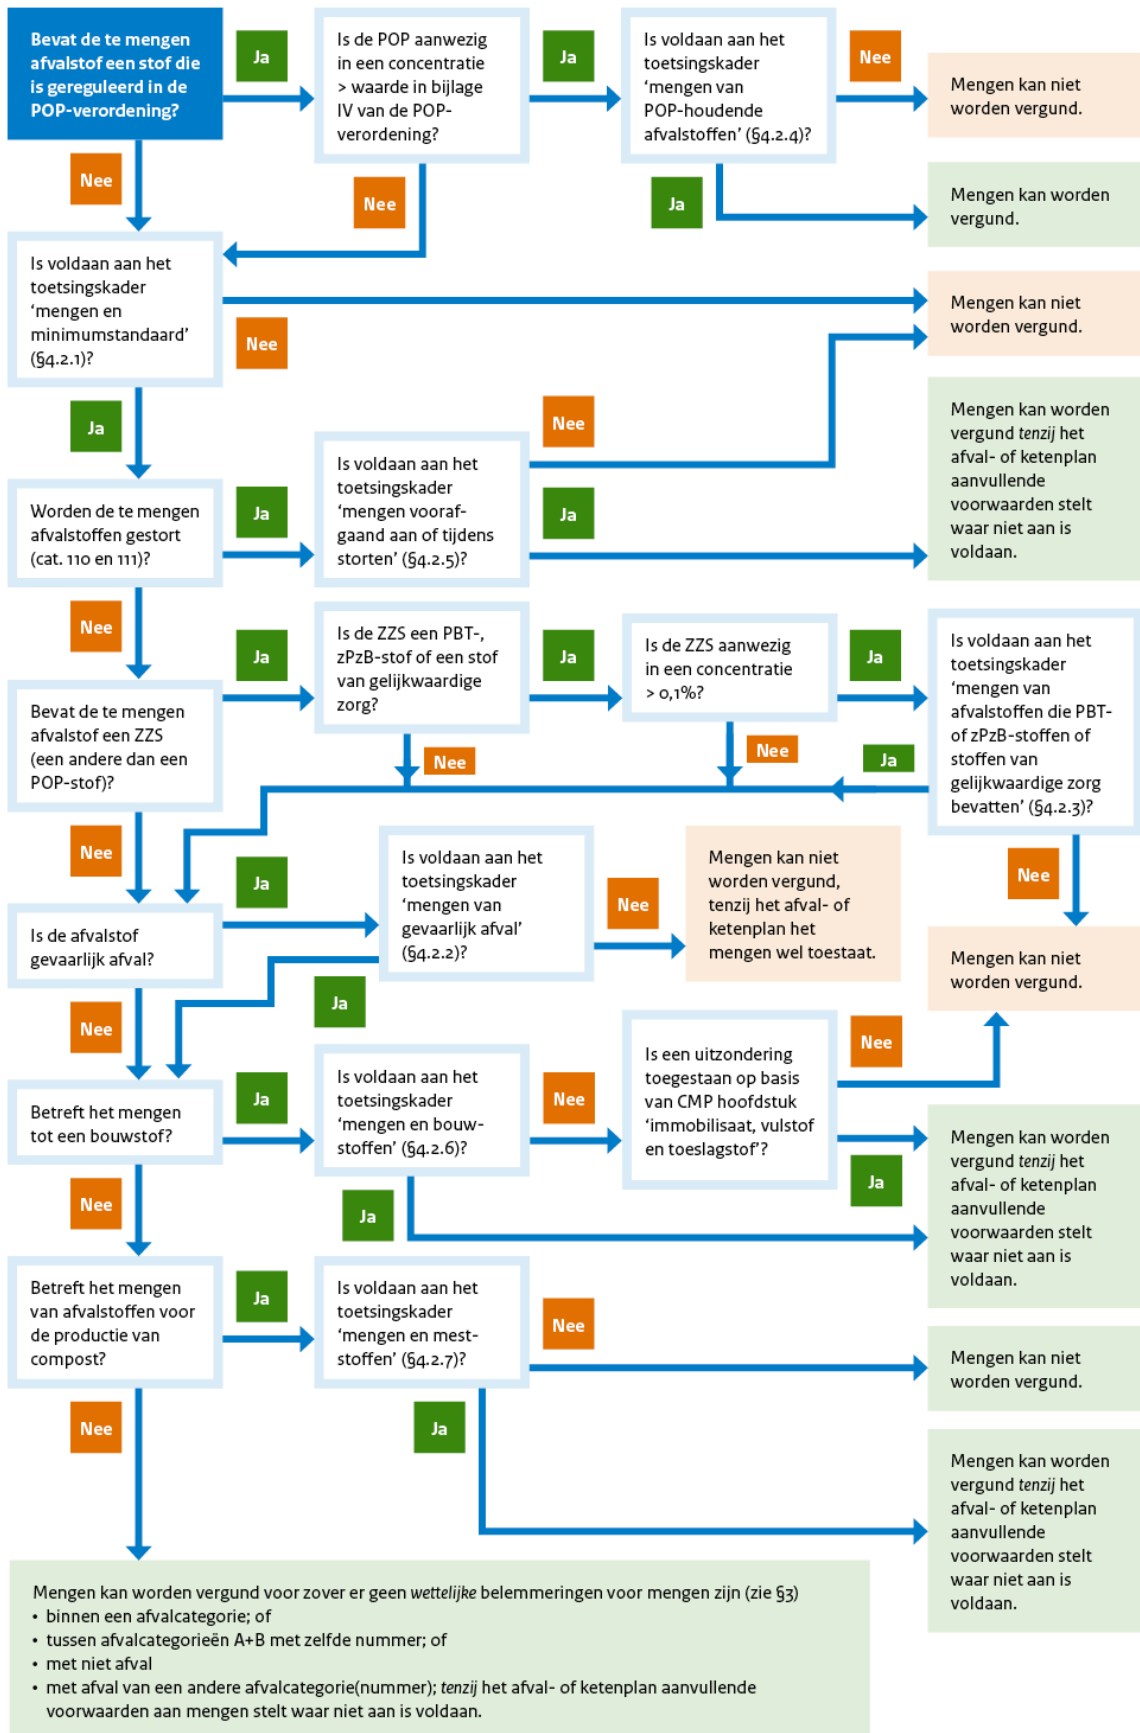 Bevat de te mengen
afvalstof een stof die
is gereguleerd in de
POP-verordening?
Ja
Is de POP aanwezig
in een concentratie
> waarde in bijlage
IV van de POP-
verordening?
Ja
Is voldaan aan het
toetsingskader
‘mengen van
POP-houdende
afvalstoffen’ (§4.2.4)?
Nee
Mengen kan niet
worden vergund.
Nee
Nee
Ja
Mengen kan worden
vergund.
Is voldaan aan het
toetsingskader
‘mengen en
minimumstandaard’
(§4.2.1)?
Nee
Mengen kan niet
worden vergund.
Ja
Nee
Is voldaan aan het
toetsingskader
‘mengen vooraf-
gaand aan of tijdens
storten’ (§4.2.5)?
Mengen kan worden
vergund tenzij het
afval- of ketenplan
aanvullende
voorwaarden stelt
waar niet aan is
voldaan.
Worden de te mengen
afvalstoffen gestort
(cat. 110 en 111)?
Ja
Ja
Nee
Ja
Is de ZZS een PBT-,
zPzB-stof of een stof
van gelijkwaardige
zorg?
Ja
Is de ZZS aanwezig
in een concentratie
> 0,1%?
Ja
Is voldaan aan het
toetsingskader
‘mengen van
afvalstoffen die PBT-
of zPzB-stoffen of
stoffen van
gelijkwaardige zorg
bevatten’ (§4.2.3)?
Bevat de te mengen
afvalstof een ZZS
(een andere dan een
POP-stof)?
Nee
Nee
Ja
Nee
Ja
Is voldaan aan het
toetsingskader
‘mengen van
gevaarlijk afval’
(§4.2.2)?
Nee
Mengen kan niet
worden vergund,
tenzij het afval- of
ketenplan het
mengen wel toestaat.
Nee
Is de afvalstof
gevaarlijk afval?
Mengen kan niet
worden vergund.
Nee
Ja
Is een uitzondering
toegestaan op basis
van CMP hoofdstuk
‘immobilisaat, vulstof
en toeslagstof’?
Nee
Betreft het mengen
tot een bouwstof?
Ja
Is voldaan aan het
toetsingskader
‘mengen en bouw-
stoffen’ (§4.2.6)?
Nee
Ja
Mengen kan worden
vergund tenzij het
afval- of ketenplan
aanvullende
voorwaarden stelt
waar niet aan is
voldaan.
Nee
Ja
Betreft het mengen
van afvalstoffen voor
de productie van
compost?
Ja
Is voldaan aan het
toetsingskader
‘mengen en mest-
stoffen’ (§4.2.7)?
Nee
Mengen kan niet
worden vergund.
Nee
Ja
Mengen kan worden
vergund tenzij het
afval- of ketenplan
aanvullende
voorwaarden stelt
waar niet aan is
voldaan.
Mengen kan worden vergund voor zover er geen wettelijke belemmeringen voor mengen zijn (zie §3)
• binnen een afvalcategorie; of
• tussen afvalcategorieën A+B met zelfde nummer; of
• met niet afval
• met afval van een andere afvalcategorie(nummer); tenzij het afval- of ketenplan aanvullende
voorwaarden aan mengen stelt waar niet aan is voldaan.